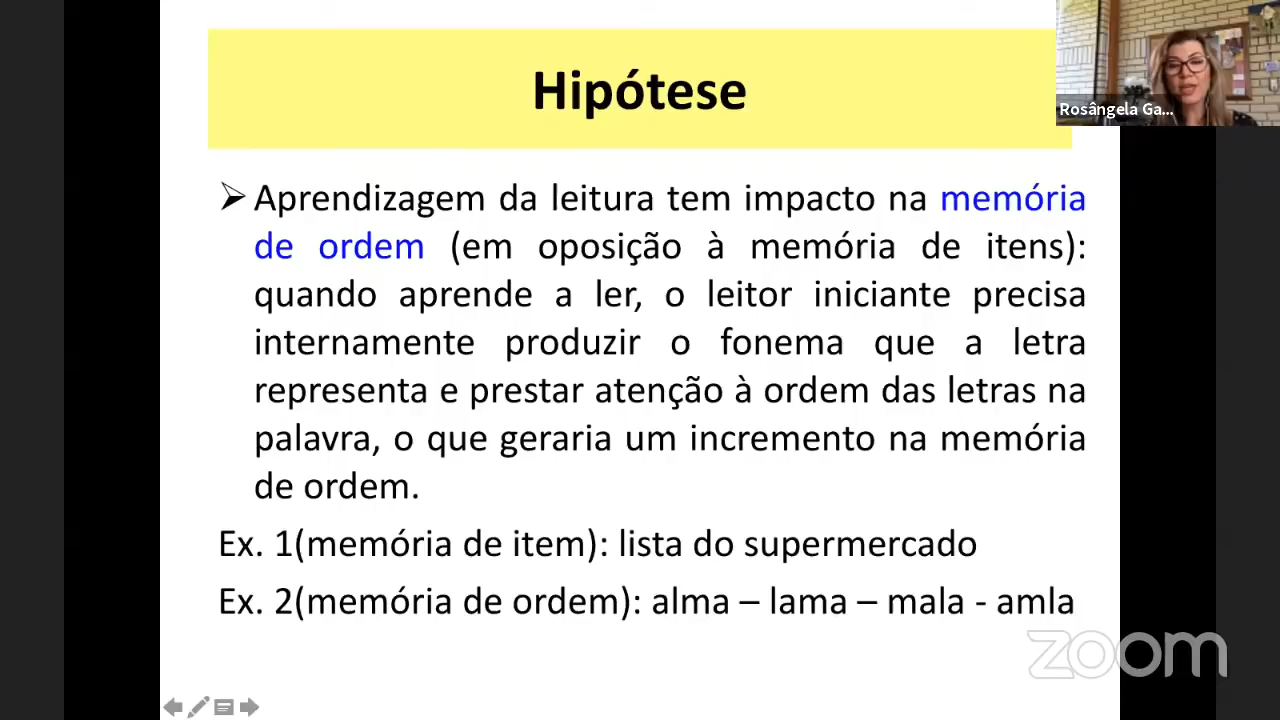 Hipótese
Rosângela Ga...
➢ Aprendizagem da leitura tem impacto na memória
de ordem (em oposição à memória de itens):
quando aprende a ler, o leitor iniciante precisa
internamente produzir o fonema que a letra
representa e prestar atenção à ordem das letras na
palavra, o que geraria um incremento na memória
de ordem.
Ex. 1(memória de item): lista do supermercado
Ex. 2(memória de ordem): alma – lama – mala - amla
zoom